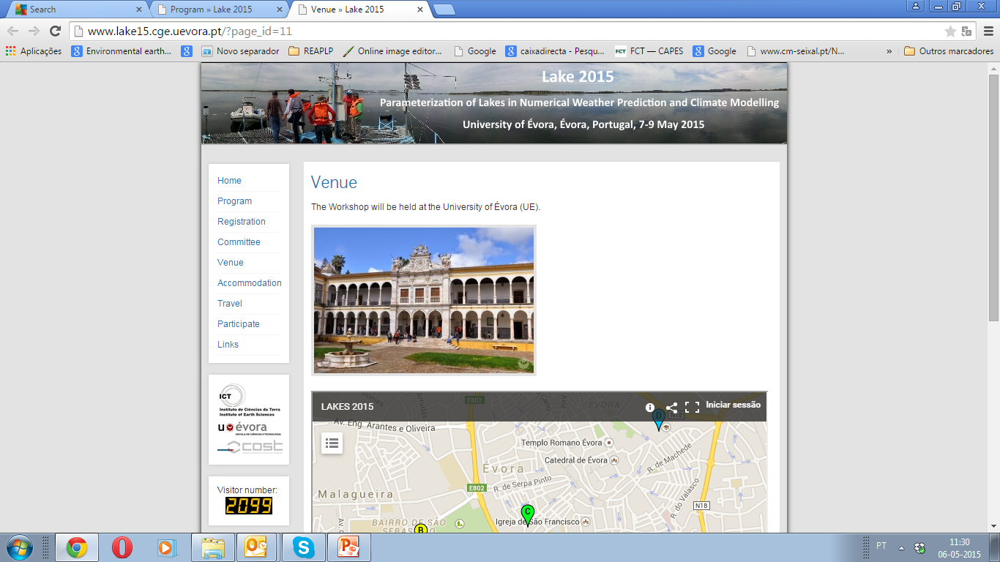 Search
Program » Lake 2015
Venue » Lake 2015
www.lake15.cge.uevora.pt/?page_id=11
Aplicações
Environmental earth...
Novo separador
REAPLP
Online image editor...
Google
caixadirecta - Pesqu...
FCT
FCT — CAPES
Google
www.cm-seixal.pt/N...
»
Outros marcadores
Lake 2015
Parameterization of Lakes in Numerical Weather Prediction and Climate Modelling
University of Évora, Évora, Portugal, 7-9 May 2015
Home
Program
Registration
Committee
Venue
Accommodation
Travel
Participate
Links
ICT
Instituto de Ciências da Terra
Institute of Earth Sciences
u évora
ESCOLA DE CIÊNCIAS E TECNOLOGIA
cost
Visitor number:
2099
Venue
The Workshop will be held at the University of Évora (UE).
LAKES 2015
Iniciar sessão
E802
ÉVORA
N18
D
Av. Eng. Arantes e Oliveira
Templo Romano Évora
Catedral de Évora
R. de Machede
Évora
R. de Serpa Pinto
E802
Malagueira
R. do Valasco
N18
C
Igreja de São Francisco
BAIRRO DE SÃO
SEBASTIÃO
B
PT
11:30
06-05-2015